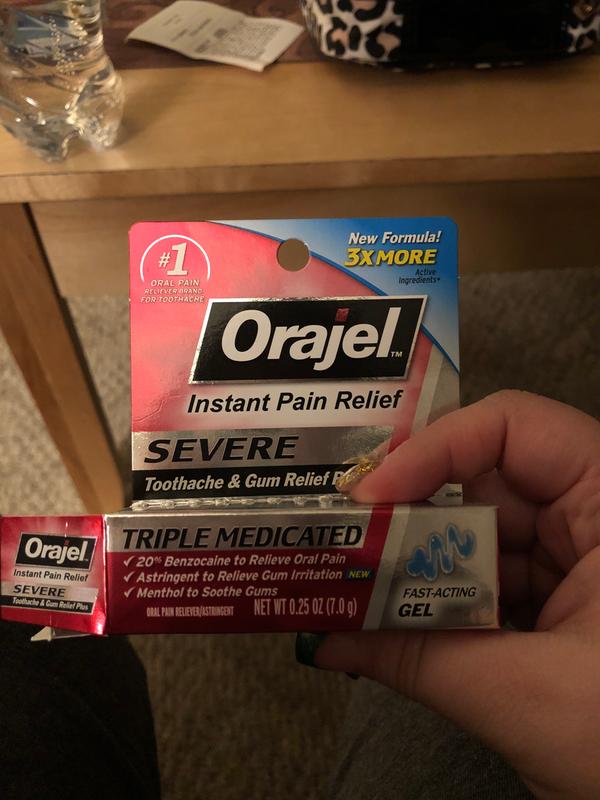 #1
ORAL PAIN
RELIEVER BRAND
FOR TOOTHACHE
New Formula!
3X MORE
Active
Ingredients*
Orajel™
Instant Pain Relief
SEVERE
Toothache & Gum Relief
Orajel
Instant Pain Relief
SEVERE
Toothache & Gum Relief Plus
TRIPLE MEDICATED
✓ 20% Benzocaine to Relieve Oral Pain
✓ Astringent to Relieve Gum Irritation NEW
✓ Menthol to Soothe Gums
ORAL PAIN RELIEVER/ASTRINGENT NET WT 0.25 OZ (7.0 g)
FAST-ACTING
GEL